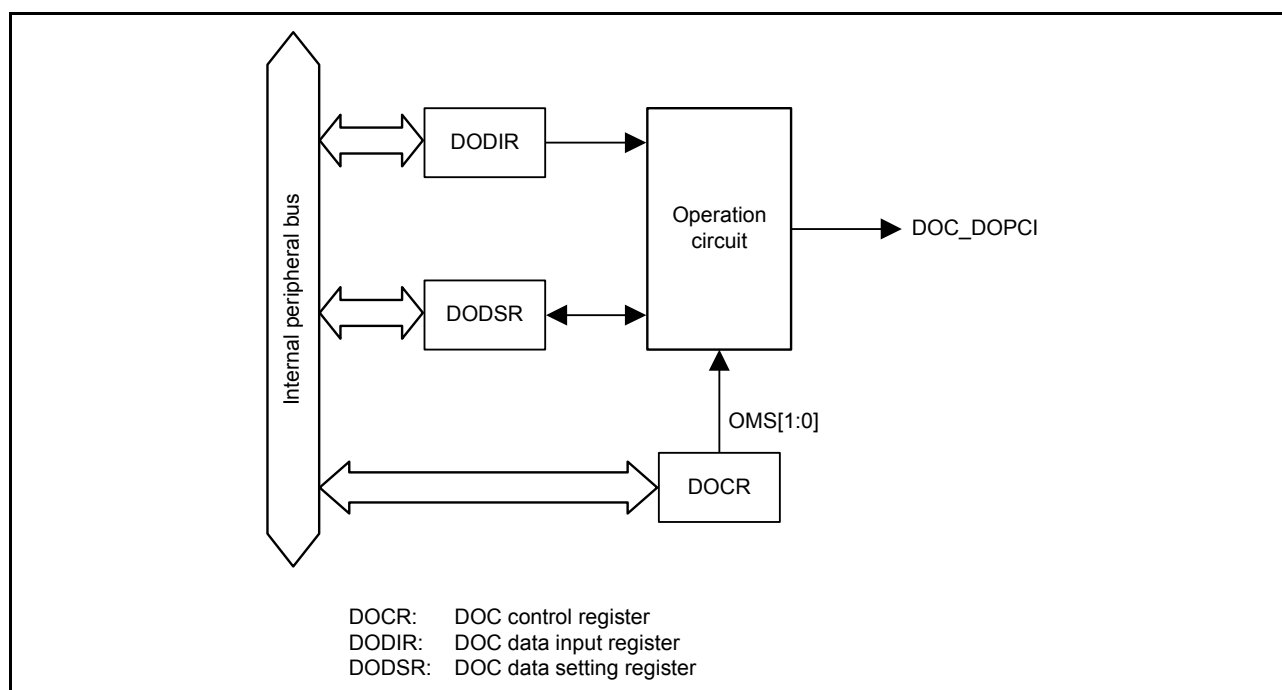 Internal peripheral bus
DODIR
Operation
circuit
DOC_DOPCI
DODSR
OMS[1:0]
DOCR
DOCR: DOC control register
DODIR: DOC data input register
DODSR: DOC data setting register